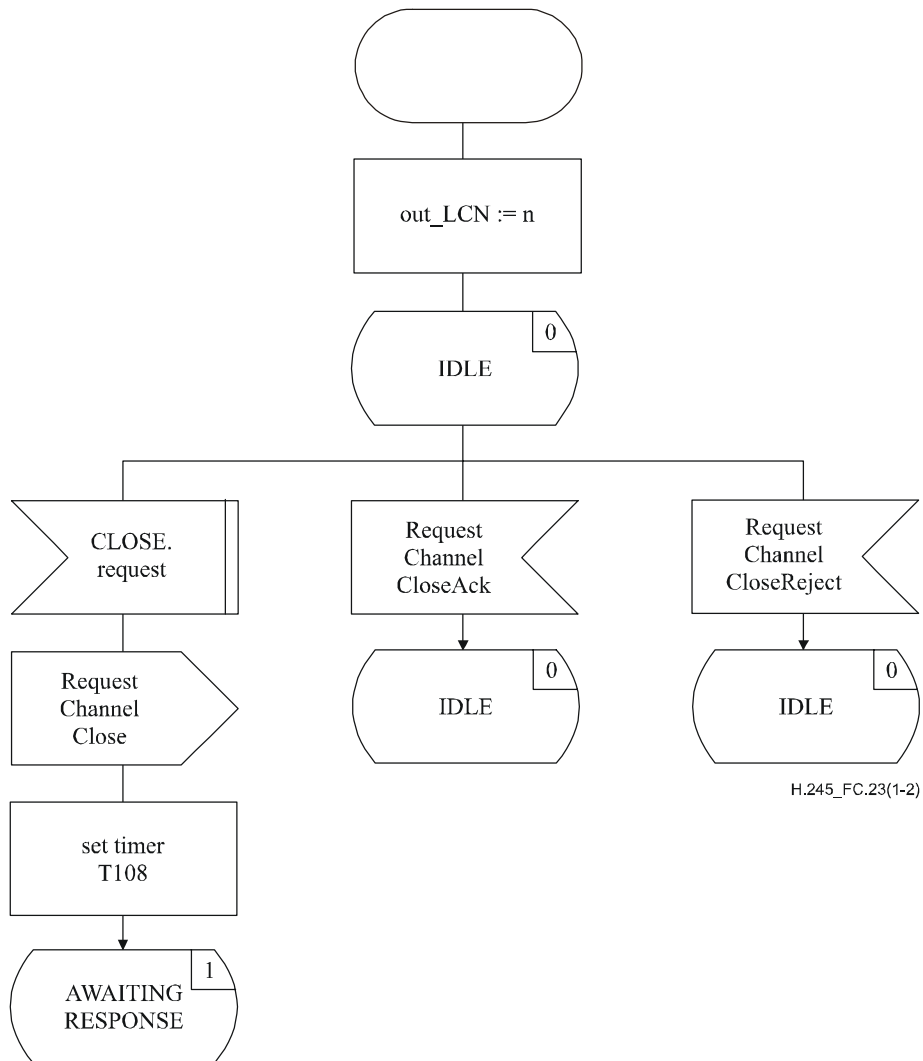 out_LCN := n
0
IDLE
CLOSE.
request
Request
Channel
CloseAck
Request
Channel
CloseReject
Request
Channel
Close
0
IDLE
0
IDLE
H.245_FC.23(1-2)
set timer
T108
1
AWAITING
RESPONSE